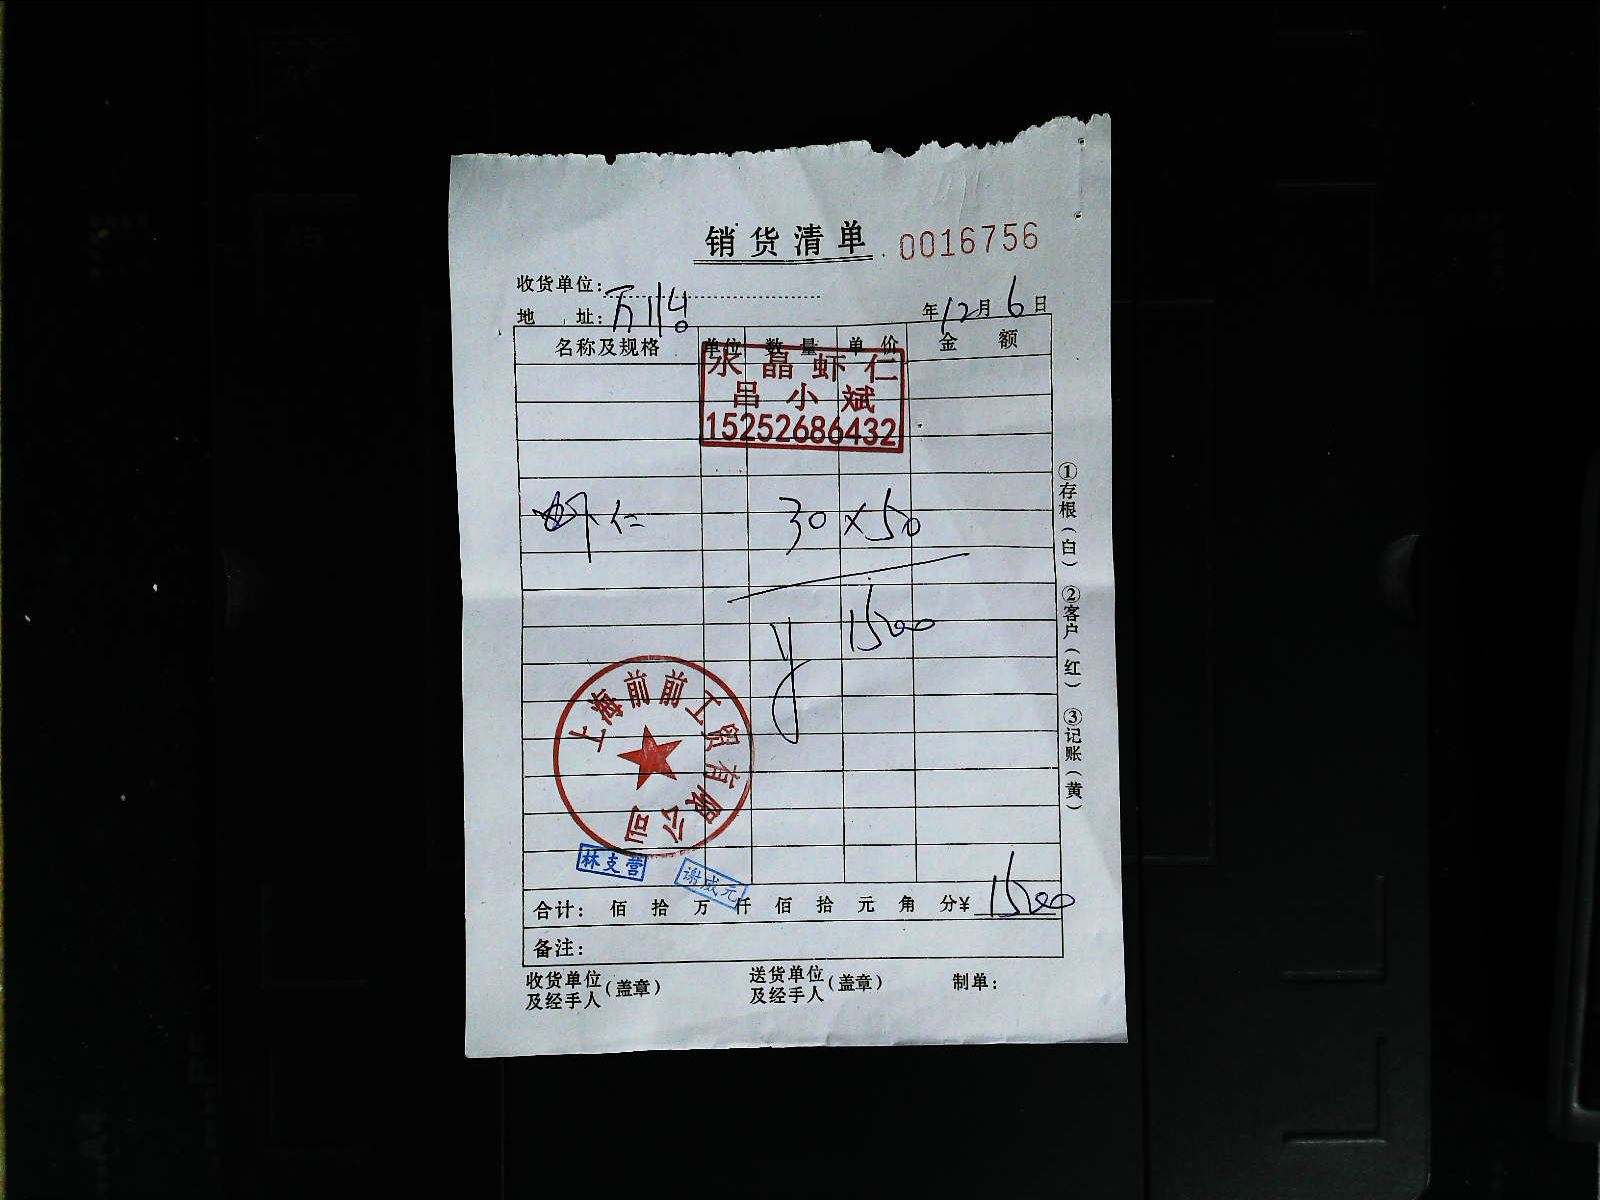 销货清单 0016756
收货单位:
地 址: 万川
年12月6日
名称及规格 单位 数量 单价 金额
水晶虾仁
吕小斌
15252686432
虾仁 30×50
1500
上海前前工贸有限公司
林支营
谢成元
合计: 佰 拾 万 仟 佰 拾 元 角 分¥ 1500
备注:
收货单位及经手人(盖章) 送货单位及经手人(盖章) 制单:
①存根(白) ②客户(红) ③记账(黄)